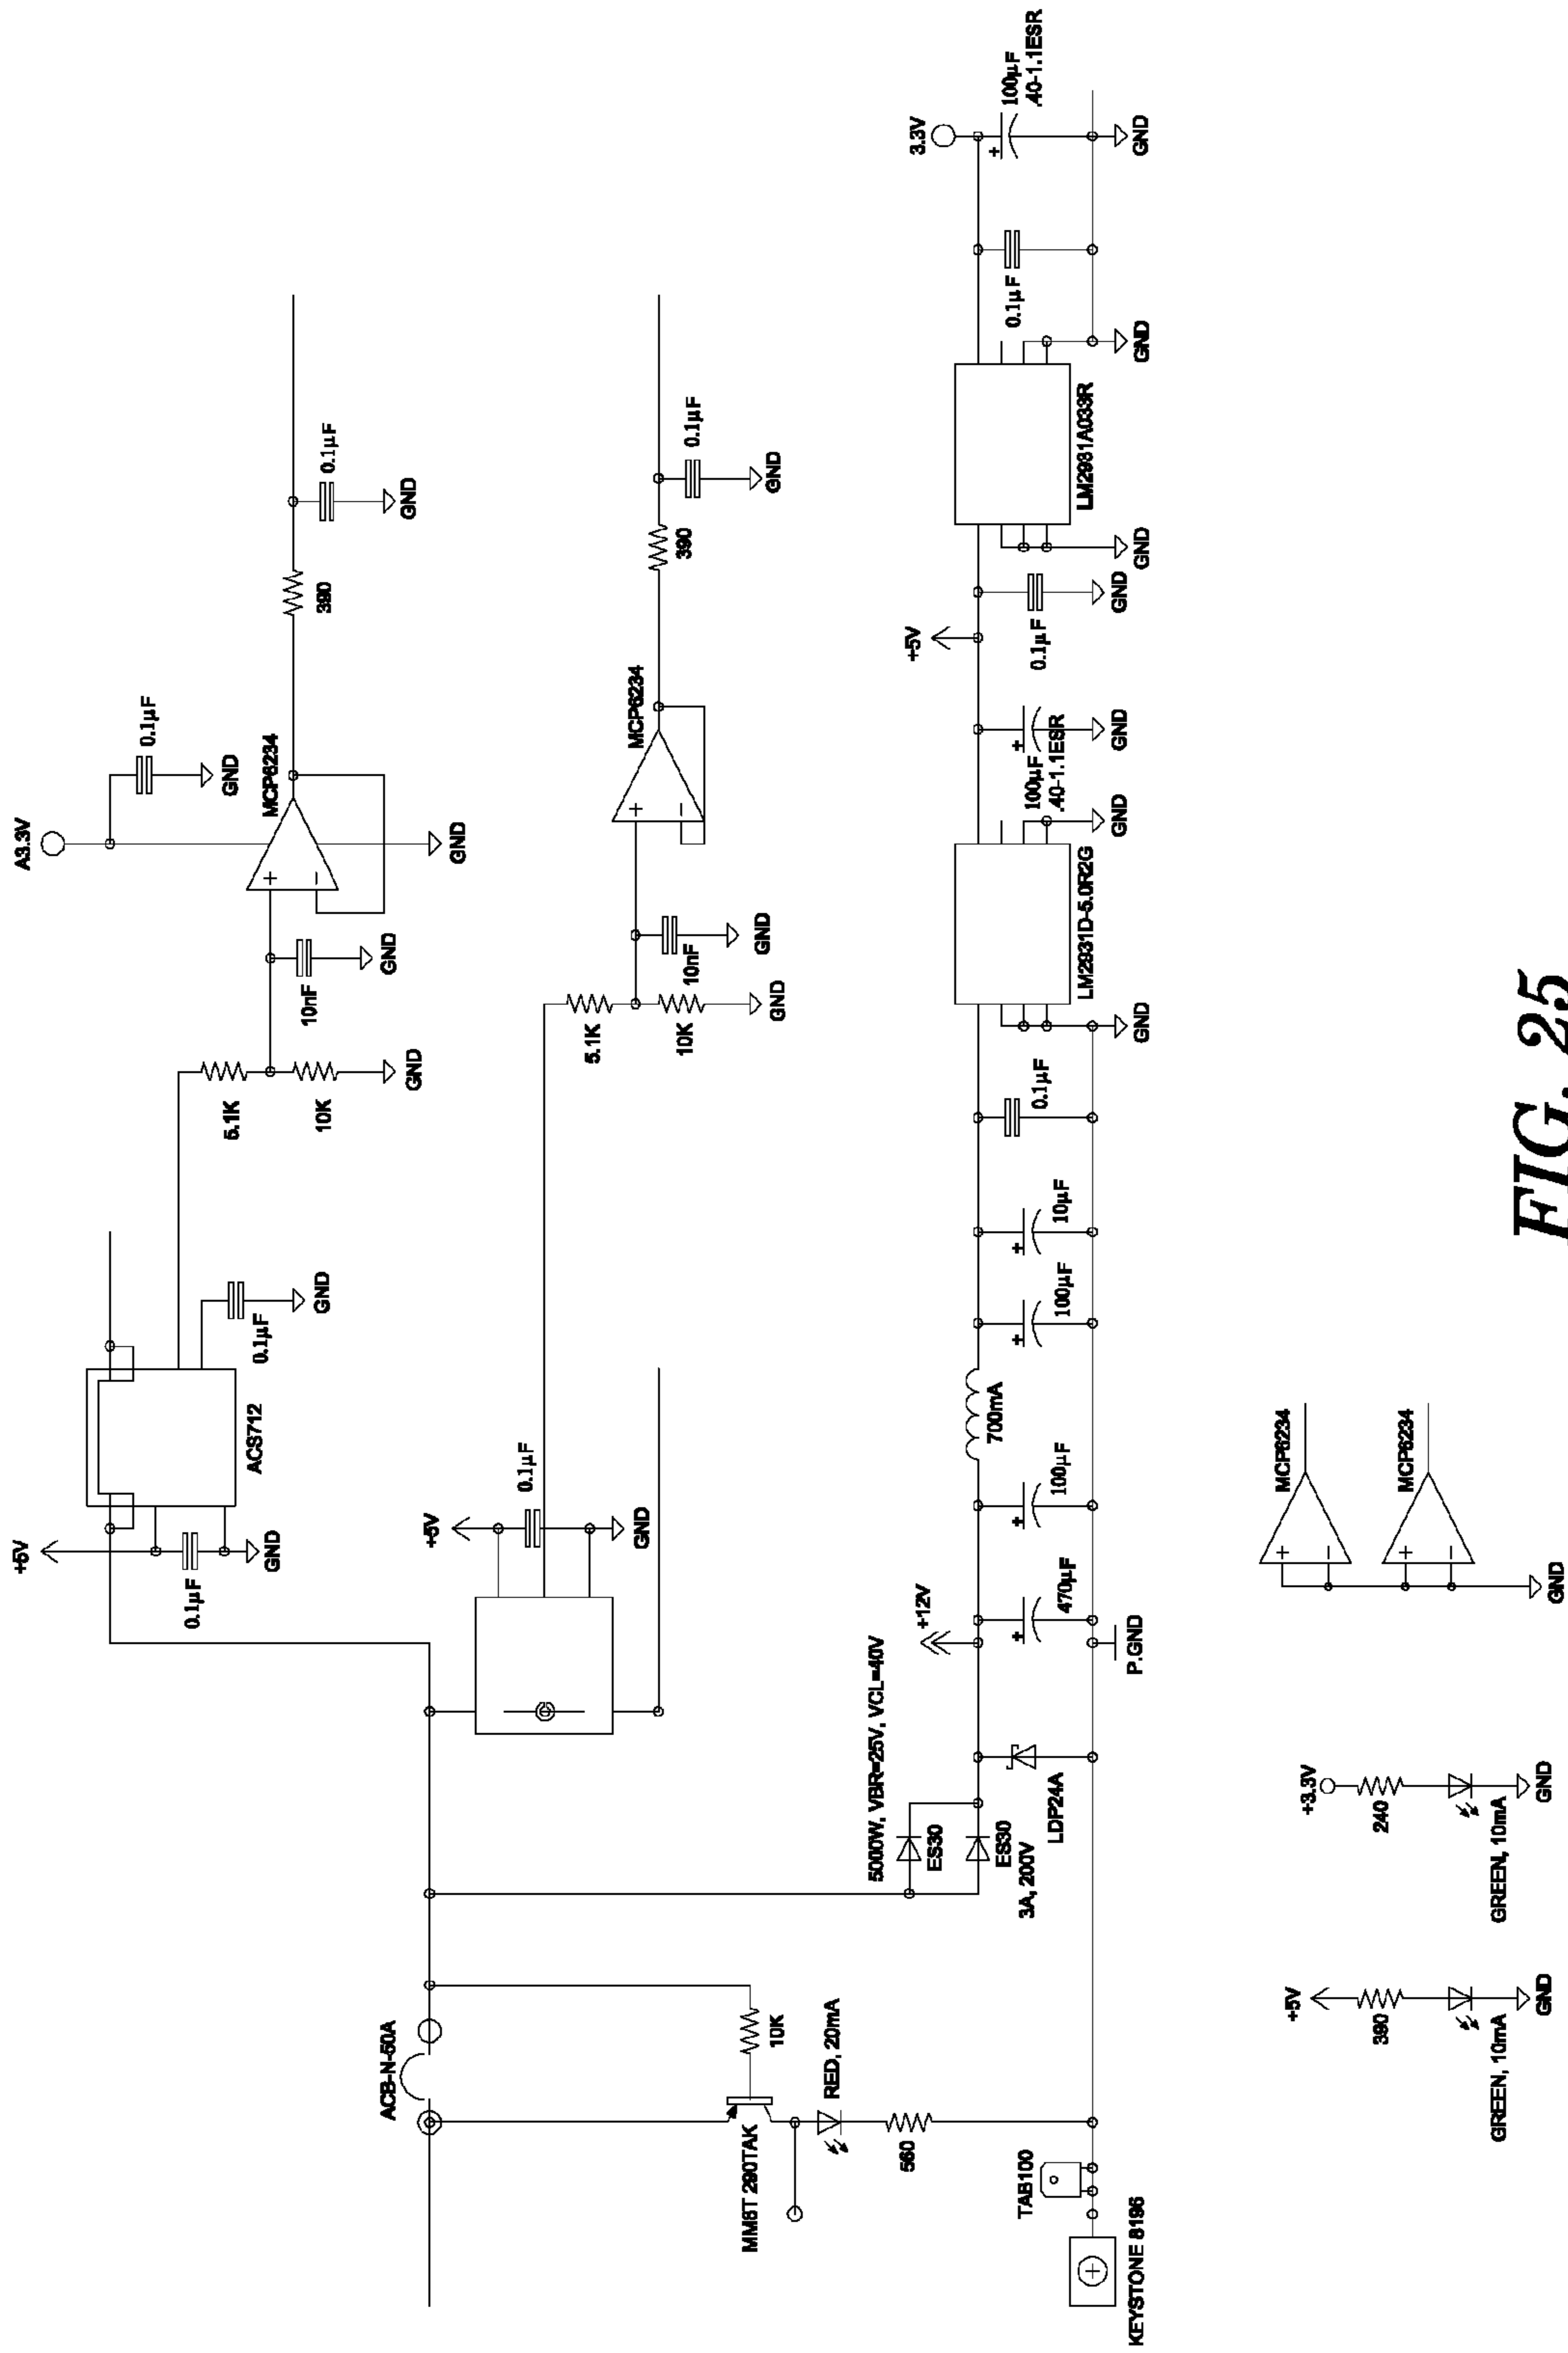 A3.3V
0.1µF
GND
+5V
0.1µF
GND
ACS712
0.1µF
GND
5.1K
10K
GND
10nF
GND
MCP6234
GND
390
0.1µF
GND
ACB-N-50A
+5V
0.1µF
GND
5.1K
10K
GND
10nF
GND
MCP6234
390
0.1µF
GND
MM8T 290TAK
10K
RED, 20mA
560
TAB100
KEYSTONE 8196
5000W, VBR=25V, VCL=40V
ES30
ES30
3A, 200V
LDP24A
+12V
P.GND
470µF
100µF
700mA
100µF
10µF
0.1µF
GND
LM2931D-5.0R2G
GND
100µF
.40-1.1ESR
GND
+5V
0.1µF
GND
GND
LM2931A033R
GND
0.1µF
3.3V
100µF
.40-1.1ESR
GND
+5V
390
GREEN, 10mA
GND
+3.3V
240
GREEN, 10mA
GND
MCP6234
MCP6234
GND
FIG. 25